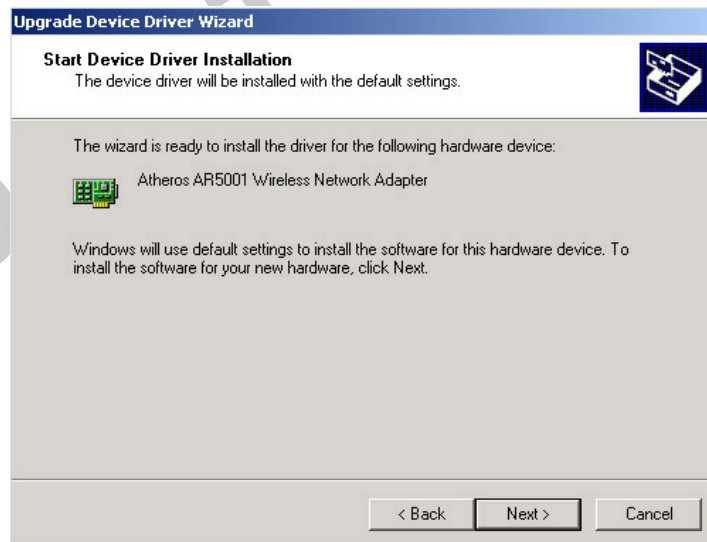 Upgrade Device Driver Wizard
Start Device Driver Installation
The device driver will be installed with the default settings.
The wizard is ready to install the driver for the following hardware device:
Atheros AR5001 Wireless Network Adapter
Windows will use default settings to install the software for this hardware device. To
install the software for your new hardware, click Next.
< Back
Next >
Cancel